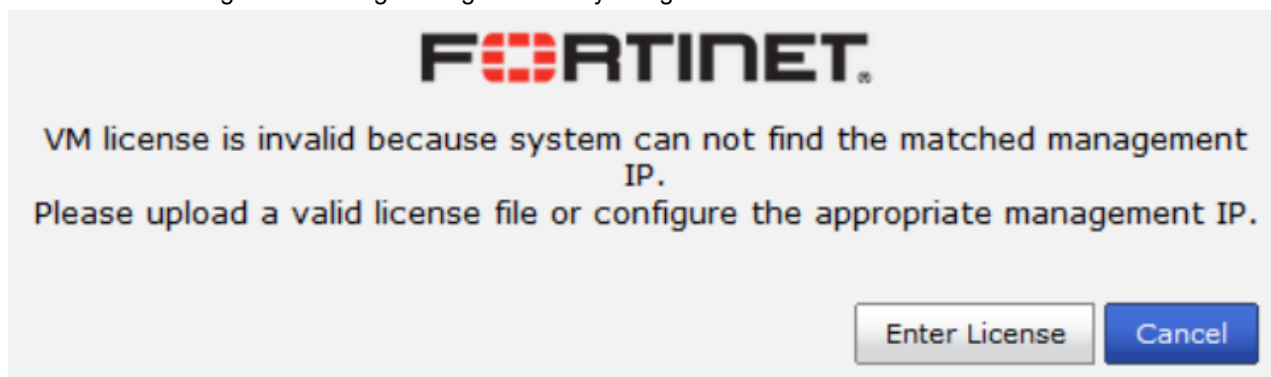 FORTINET®
VM license is invalid because system can not find the matched management
IP.
Please upload a valid license file or configure the appropriate management IP.
Enter License
Cancel